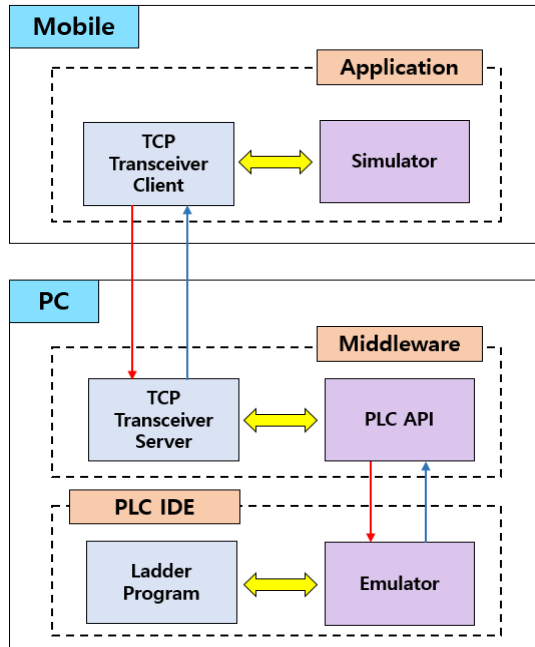 Mobile
Application
TCP
Transceiver
Client
Simulator
PC
Middleware
TCP
Transceiver
Server
PLC API
PLC IDE
Ladder
Program
Emulator